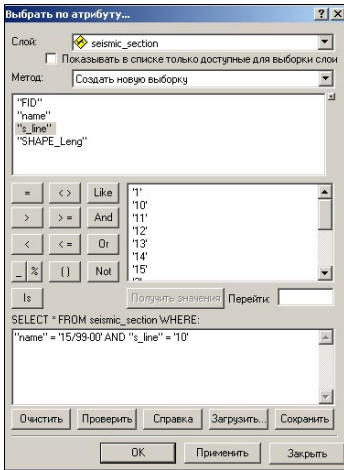 Выбрать по атрибуту...
Слой: seismic_section
Показывать в списке только доступные для выборки слои
Метод: Создать новую выборку
"FID"
"name"
"s_line"
"SHAPE_Leng"
= < > Like
> > = And
< < = Or
_ % () Not
Is
'1'
'10'
'11'
'12'
'13'
'14'
'15'
Получить значения Перейти:
SELECT * FROM seismic_section WHERE:
"name" = '15/99-00' AND "s_line" = '10'
Очистить Проверить Справка Загрузить... Сохранить
OK Применить Закрыть